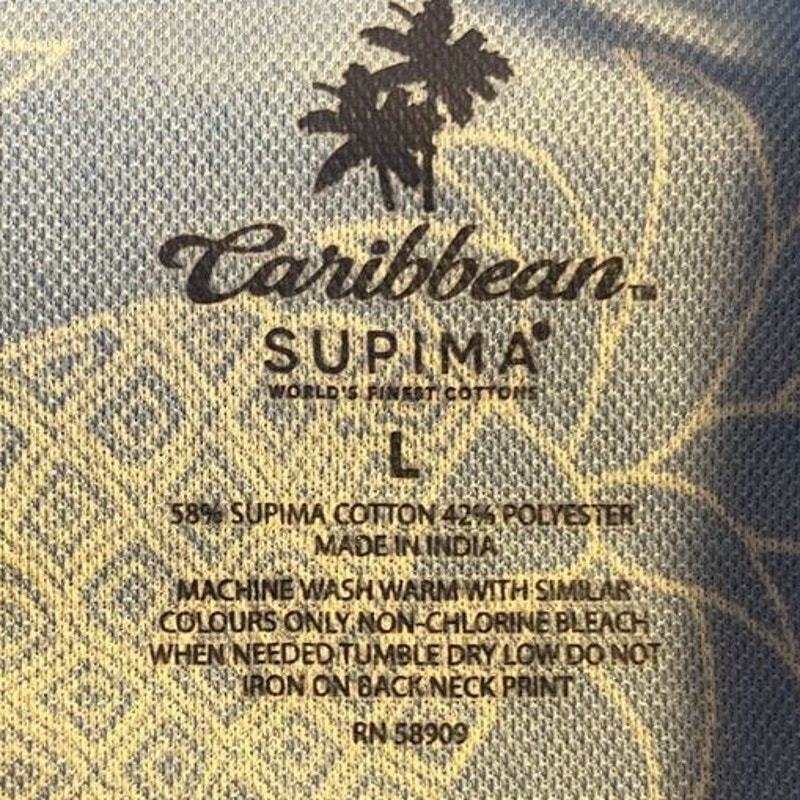 Caribbean™
SUPIMA®
WORLD'S FINEST COTTONS
L
58% SUPIMA COTTON 42% POLYESTER
MADE IN INDIA
MACHINE WASH WARM WITH SIMILAR
COLOURS ONLY NON-CHLORINE BLEACH
WHEN NEEDED TUMBLE DRY LOW DO NOT
IRON ON BACK NECK PRINT
RN 58909